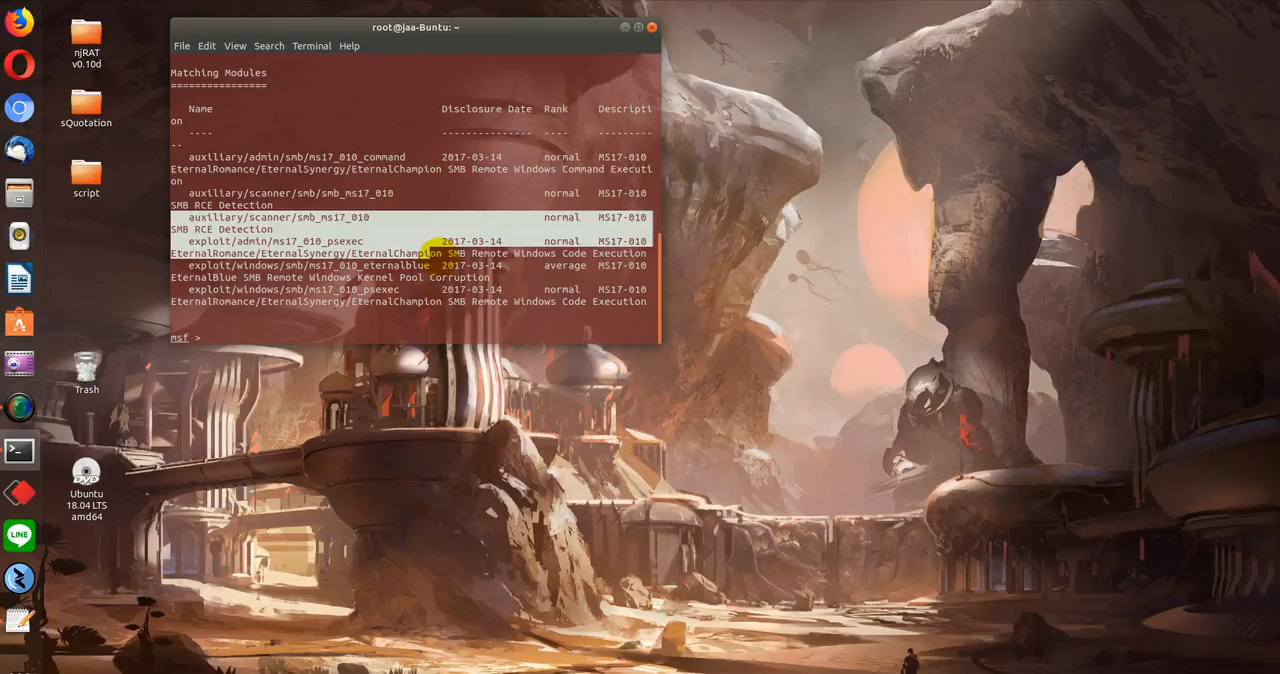 root@jaa-Buntu: ~
File Edit View Search Terminal Help
Matching Modules
================
Name Disclosure Date Rank Descripti
on
---- --------------- ---- ---------
--
auxiliary/admin/smb/ms17_010_command 2017-03-14 normal MS17-010
EternalRomance/EternalSynergy/EternalChampion SMB Remote Windows Command Executi
on
auxiliary/scanner/smb/smb_ms17_010 normal MS17-010
SMB RCE Detection
auxiliary/scanner/smb_ms17_010 normal MS17-010
SMB RCE Detection
exploit/admin/ms17_010_psexec 2017-03-14 normal MS17-010
EternalRomance/EternalSynergy/EternalChampion SMB Remote Windows Code Execution
exploit/windows/smb/ms17_010_eternalblue 2017-03-14 average MS17-010
EternalBlue SMB Remote Windows Kernel Pool Corruption
exploit/windows/smb/ms17_010_psexec 2017-03-14 normal MS17-010
EternalRomance/EternalSynergy/EternalChampion SMB Remote Windows Code Execution
msf >
njRAT
v0.10d
sQuotation
script
Trash
DVD
Ubuntu
18.04 LTS
amd64
LINE